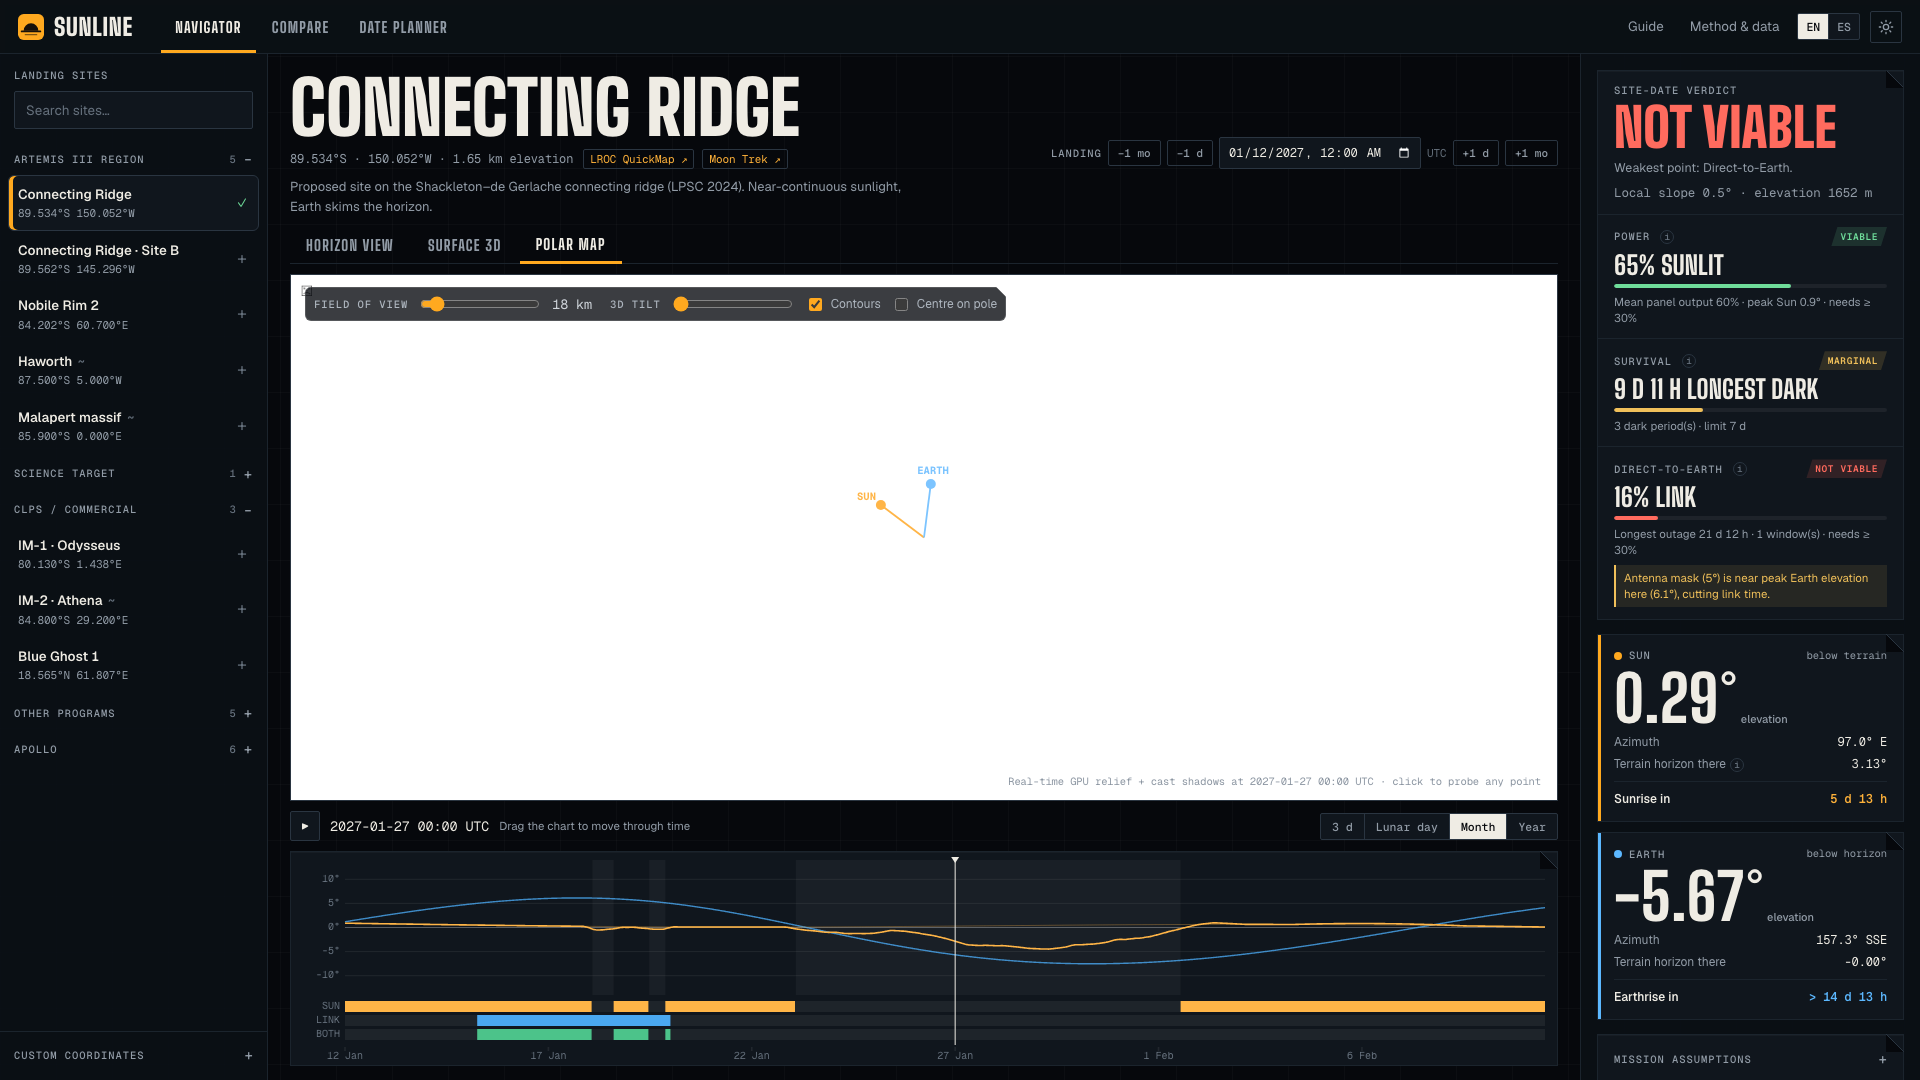 SUNLINE
NAVIGATOR
COMPARE
DATE PLANNER
Guide
Method & data
EN
ES
LANDING SITES
Search sites…
ARTEMIS III REGION 5 −
Connecting Ridge ✓
89.534°S 150.052°W
Connecting Ridge · Site B +
89.562°S 145.296°W
Nobile Rim 2 +
84.202°S 60.700°E
Haworth ~ +
87.500°S 5.000°W
Malapert massif ~ +
85.900°S 0.000°E
SCIENCE TARGET 1 +
CLPS / COMMERCIAL 3 −
IM-1 · Odysseus +
80.130°S 1.438°E
IM-2 · Athena ~ +
84.800°S 29.200°E
Blue Ghost 1 +
18.565°N 61.807°E
OTHER PROGRAMS 5 +
APOLLO 6 +
CUSTOM COORDINATES +
CONNECTING RIDGE
89.534°S · 150.052°W · 1.65 km elevation LROC QuickMap ↗ Moon Trek ↗
Proposed site on the Shackleton–de Gerlache connecting ridge (LPSC 2024). Near-continuous sunlight,
Earth skims the horizon.
LANDING −1 mo −1 d 01/12/2027, 12:00 AM UTC +1 d +1 mo
HORIZON VIEW
SURFACE 3D
POLAR MAP
FIELD OF VIEW 18 km 3D TILT Contours Centre on pole
EARTH
SUN
Real-time GPU relief + cast shadows at 2027-01-27 00:00 UTC · click to probe any point
2027-01-27 00:00 UTC Drag the chart to move through time
3 d Lunar day Month Year
10°
5°
0°
−5°
−10°
SUN
LINK
BOTH
12 Jan 17 Jan 22 Jan 27 Jan 1 Feb 6 Feb
SITE-DATE VERDICT
NOT VIABLE
Weakest point: Direct-to-Earth.
Local slope 0.5° · elevation 1652 m
POWER i VIABLE
65% SUNLIT
Mean panel output 60% · peak Sun 0.9° · needs ≥
30%
SURVIVAL i MARGINAL
9 D 11 H LONGEST DARK
3 dark period(s) · limit 7 d
DIRECT-TO-EARTH i NOT VIABLE
16% LINK
Longest outage 21 d 12 h · 1 window(s) · needs ≥
30%
Antenna mask (5°) is near peak Earth elevation
here (6.1°), cutting link time.
SUN below terrain
0.29° elevation
Azimuth 97.0° E
Terrain horizon there i 3.13°
Sunrise in 5 d 13 h
EARTH below horizon
−5.67° elevation
Azimuth 157.3° SSE
Terrain horizon there -0.00°
Earthrise in > 14 d 13 h
MISSION ASSUMPTIONS +